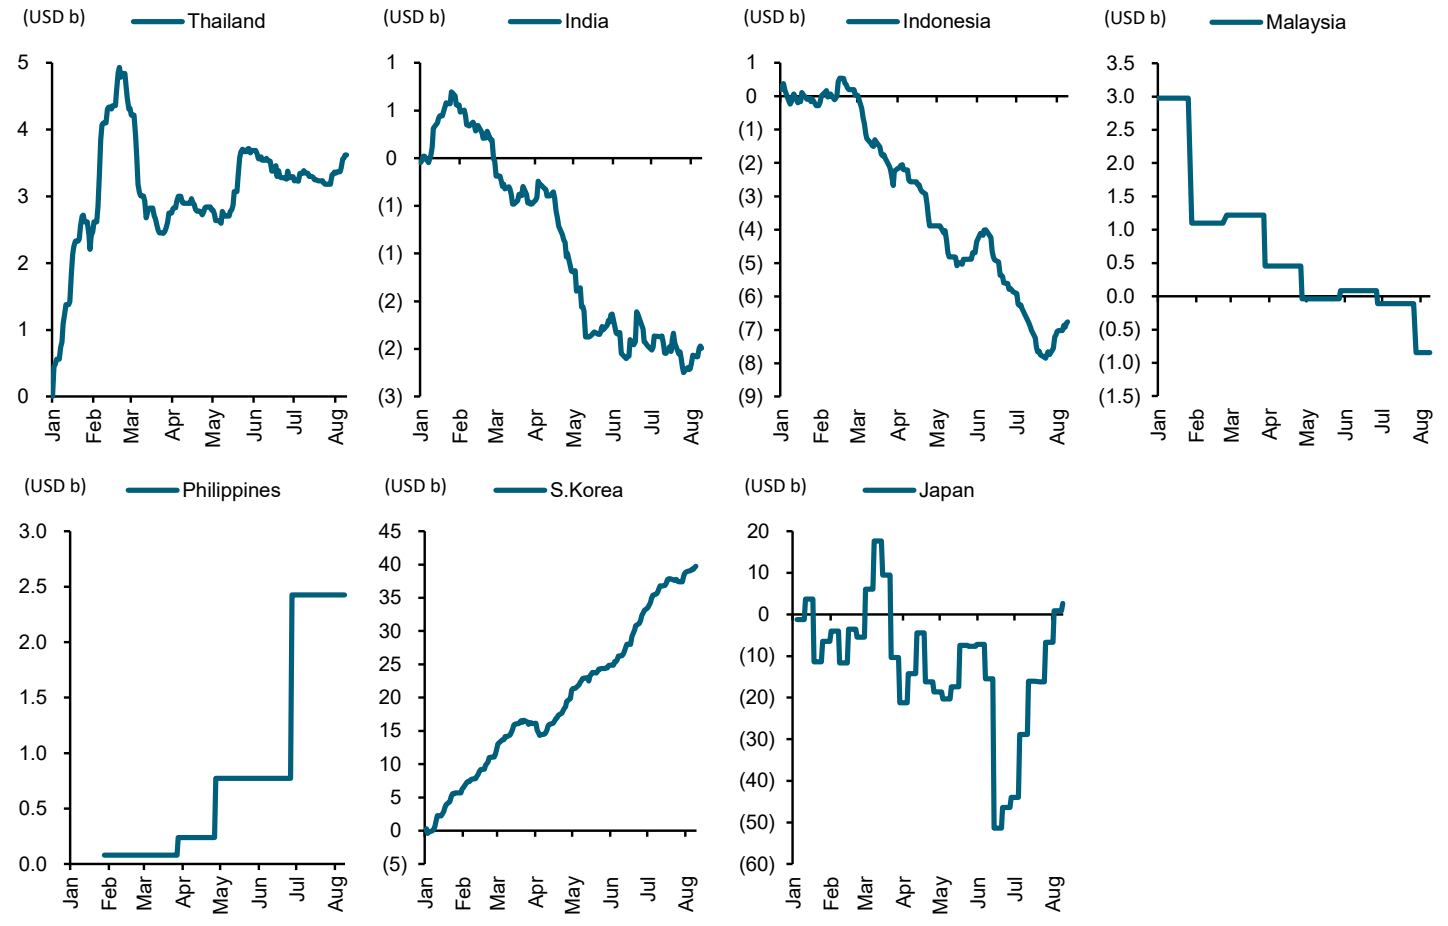 (USD b)
Thailand
5
4
3
2
1
0
Jan
Feb
Mar
Apr
May
Jun
Jul
Aug
(USD b)
India
1
1
0
(1)
(1)
(2)
(2)
(3)
Jan
Feb
Mar
Apr
May
Jun
Jul
Aug
(USD b)
Indonesia
1
0
(1)
(2)
(3)
(4)
(5)
(6)
(7)
(8)
(9)
Jan
Feb
Mar
Apr
May
Jun
Jul
Aug
(USD b)
Malaysia
3.5
3.0
2.5
2.0
1.5
1.0
0.5
0.0
(0.5)
(1.0)
(1.5)
Jan
Feb
Mar
Apr
May
Jun
Jul
Aug
(USD b)
Philippines
3.0
2.5
2.0
1.5
1.0
0.5
0.0
Jan
Feb
Mar
Apr
May
Jun
Jul
Aug
(USD b)
S.Korea
45
40
35
30
25
20
15
10
5
0
(5)
Jan
Feb
Mar
Apr
May
Jun
Jul
Aug
(USD b)
Japan
20
10
0
(10)
(20)
(30)
(40)
(50)
(60)
Jan
Feb
Mar
Apr
May
Jun
Jul
Aug